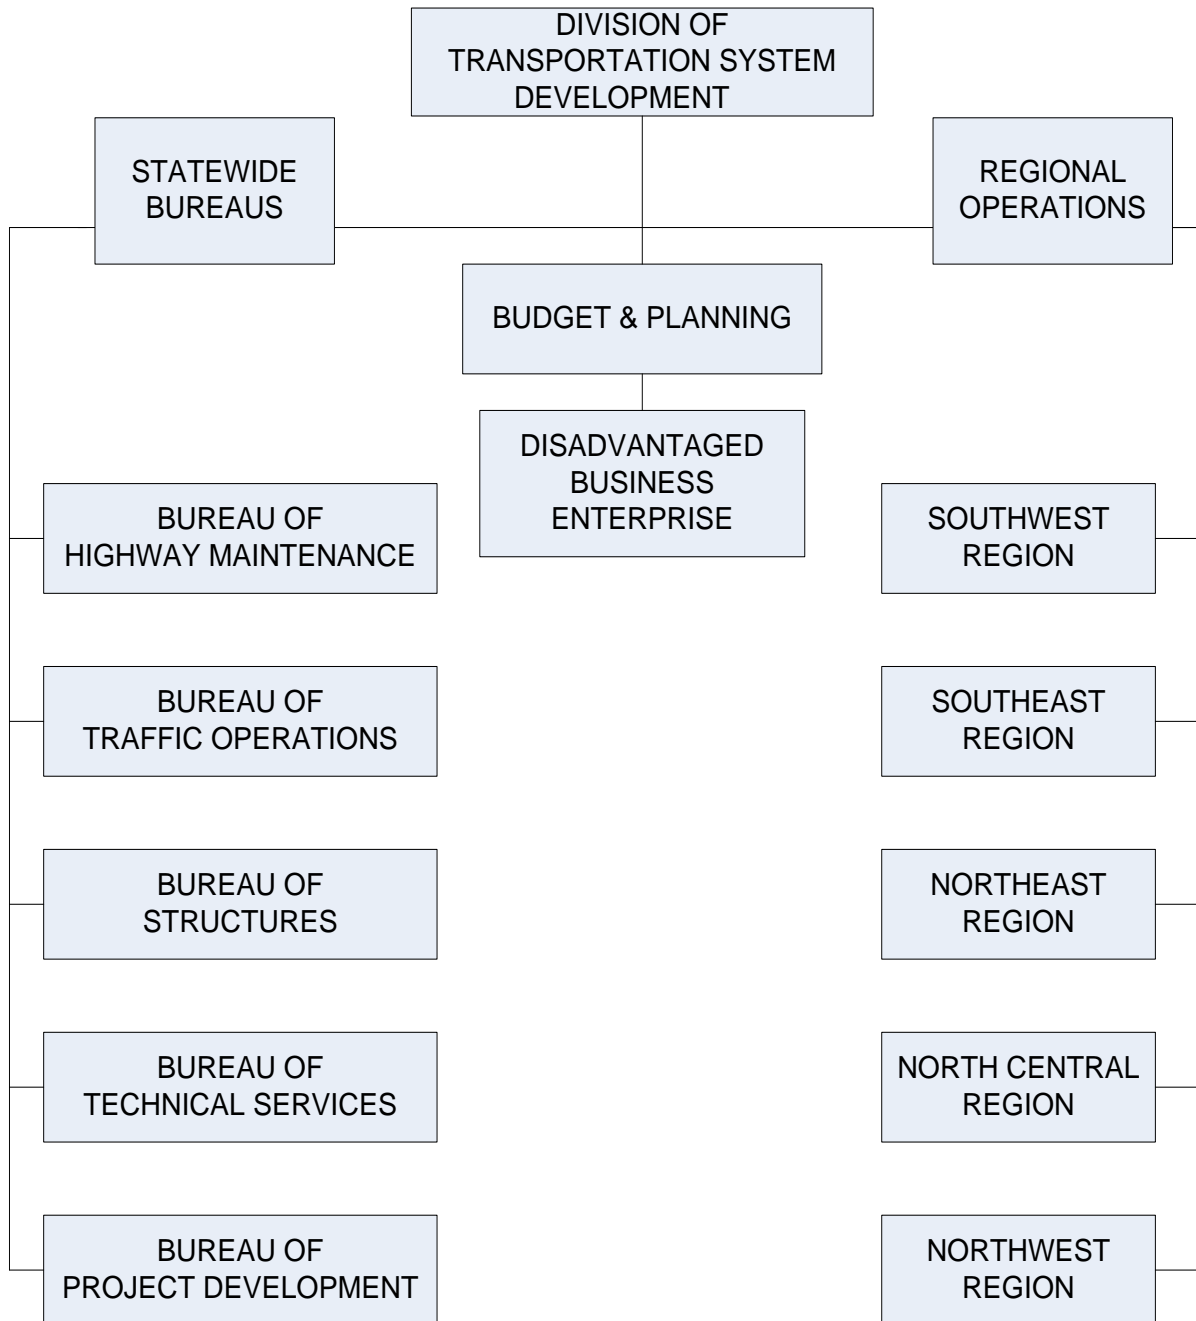 DIVISION OF
TRANSPORTATION SYSTEM
DEVELOPMENT
STATEWIDE
BUREAUS
REGIONAL
OPERATIONS
BUDGET & PLANNING
DISADVANTAGED
BUSINESS
ENTERPRISE
BUREAU OF
HIGHWAY MAINTENANCE
SOUTHWEST
REGION
BUREAU OF
TRAFFIC OPERATIONS
SOUTHEAST
REGION
BUREAU OF
STRUCTURES
NORTHEAST
REGION
BUREAU OF
TECHNICAL SERVICES
NORTH CENTRAL
REGION
BUREAU OF
PROJECT DEVELOPMENT
NORTHWEST
REGION